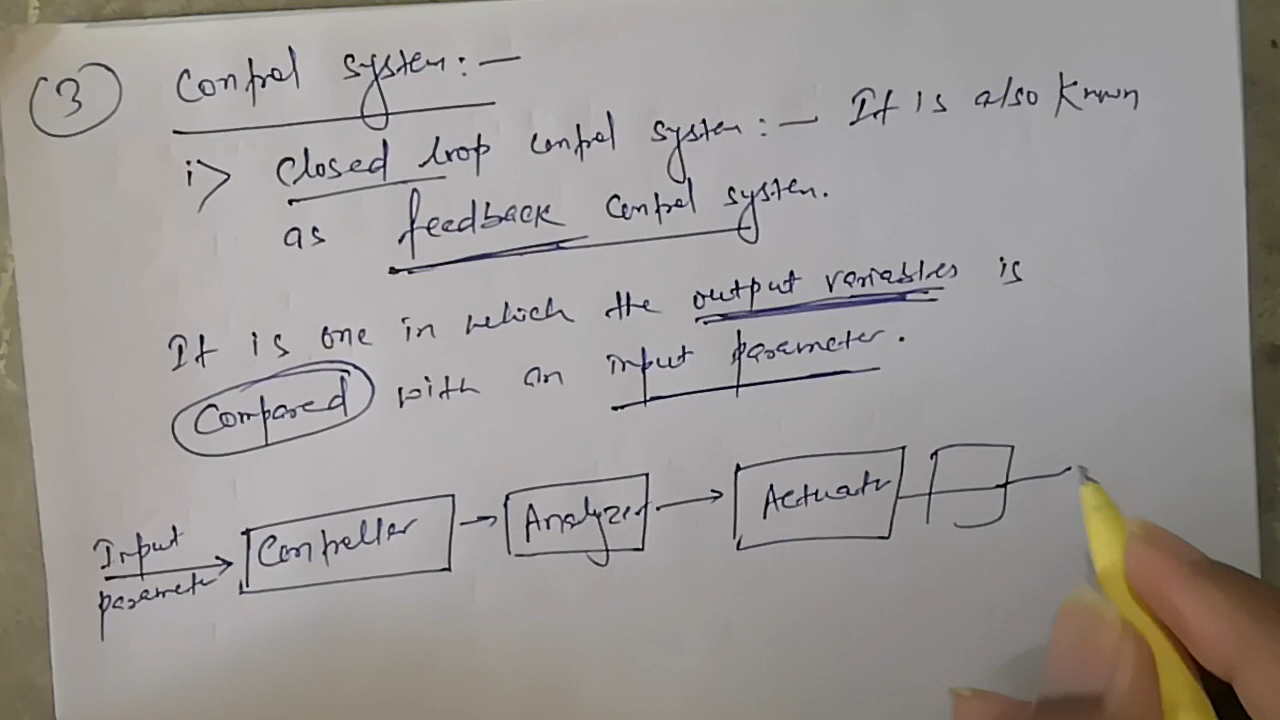 (3) Control system:—
i> Closed loop control system:— It is also known
as feedback control system.
It is one in which the output variables is
Compared with an input parameter.
Input parameter
Controller
Analyzer
Actuator